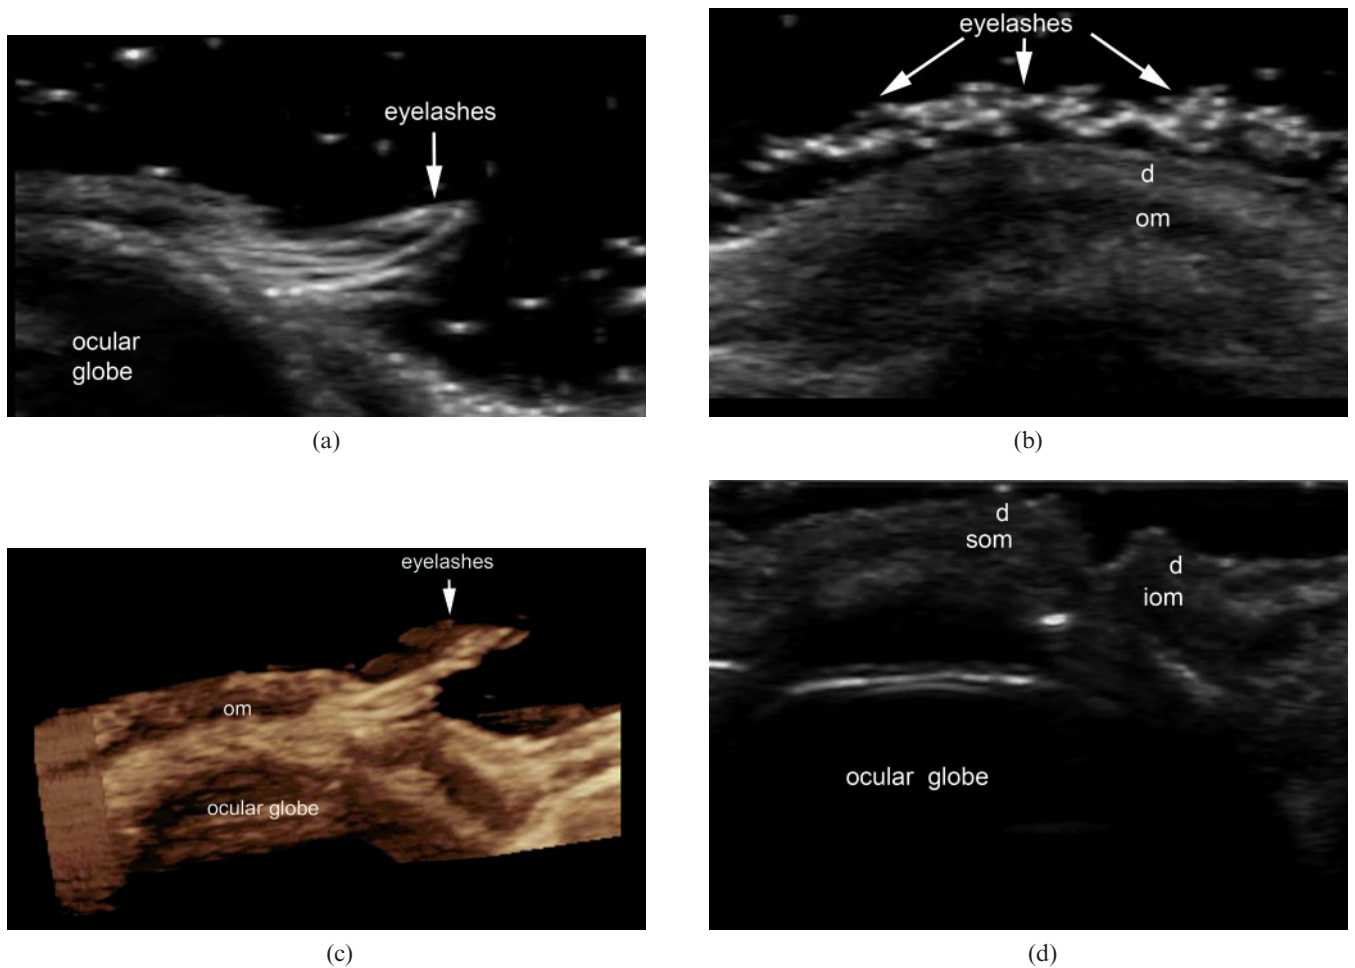 eyelashes
ocular
globe
(a)
eyelashes
d
om
(b)
eyelashes
om
ocular globe
(c)
d
som
d
iom
ocular globe
(d)